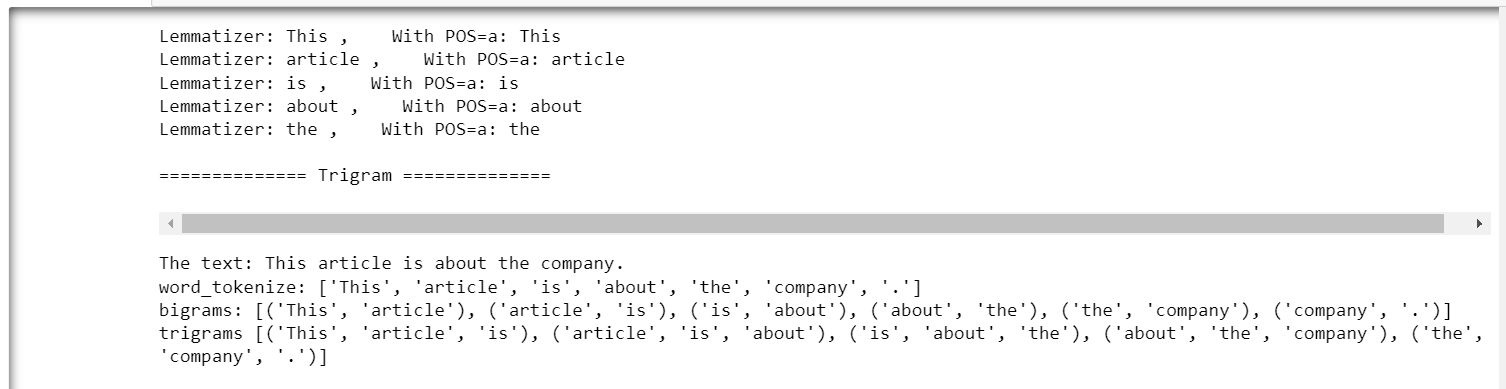 Lemmatizer: This ,    With POS=a: This
Lemmatizer: article ,    With POS=a: article
Lemmatizer: is ,    With POS=a: is
Lemmatizer: about ,    With POS=a: about
Lemmatizer: the ,    With POS=a: the
============== Trigram ==============
The text: This article is about the company.
word_tokenize: ['This', 'article', 'is', 'about', 'the', 'company', '.']
bigrams: [('This', 'article'), ('article', 'is'), ('is', 'about'), ('about', 'the'), ('the', 'company'), ('company', '.')]
trigrams [('This', 'article', 'is'), ('article', 'is', 'about'), ('is', 'about', 'the'), ('about', 'the', 'company'), ('the',
'company', '.')]